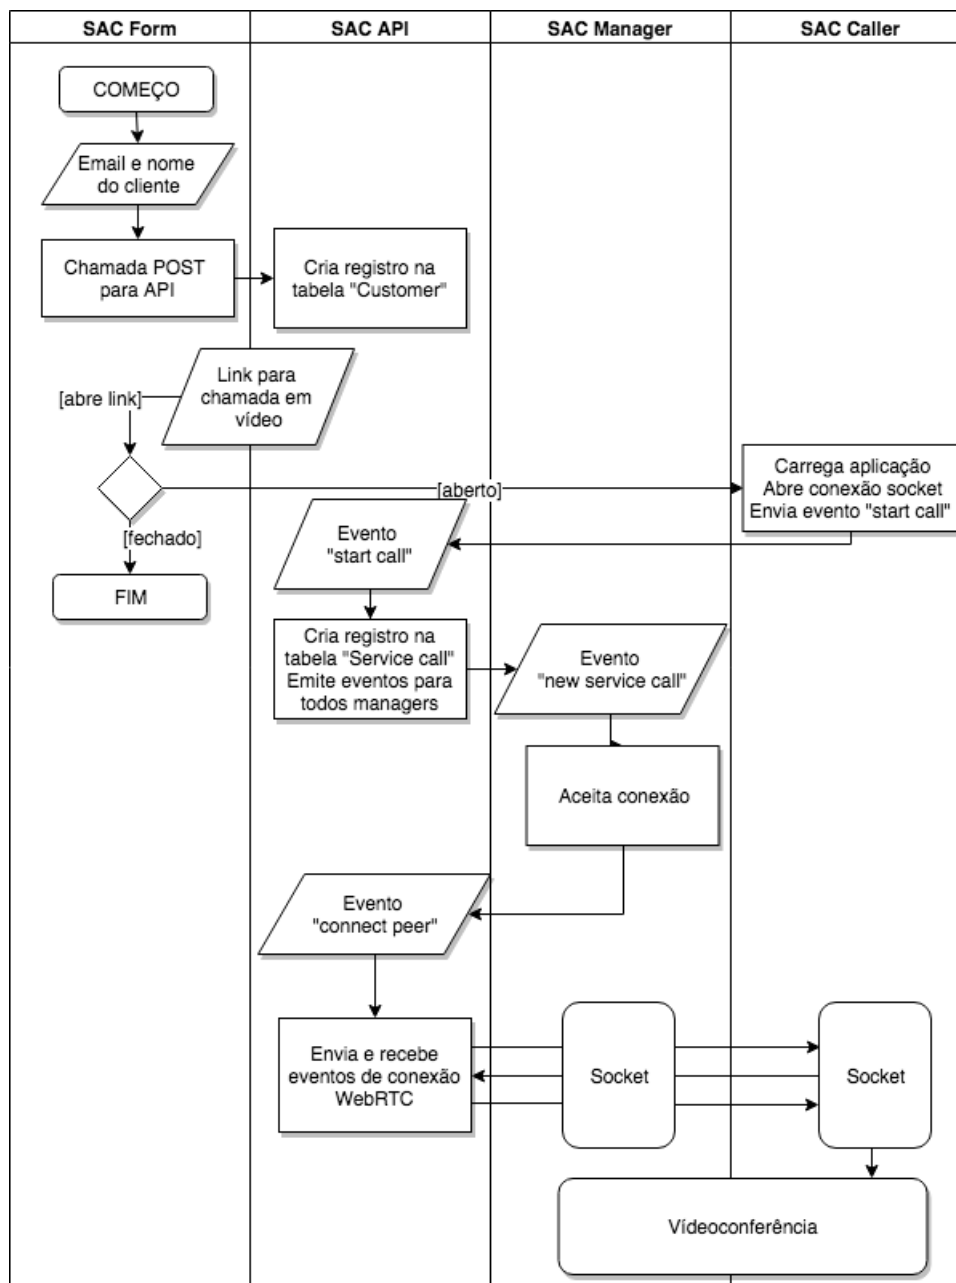 SAC Form
SAC API
SAC Manager
SAC Caller
COMEÇO
Email e nome
do cliente
Chamada POST
para API
Cria registro na
tabela "Customer"
Link para
chamada em
vídeo
[abre link]
[aberto]
Carrega aplicação
Abre conexão socket
Envia evento "start call"
[fechado]
FIM
Evento
"start call"
Cria registro na
tabela "Service call"
Emite eventos para
todos managers
Evento
"new service call"
Aceita conexão
Evento
"connect peer"
Envia e recebe
eventos de conexão
WebRTC
Socket
Socket
Vídeoconferência